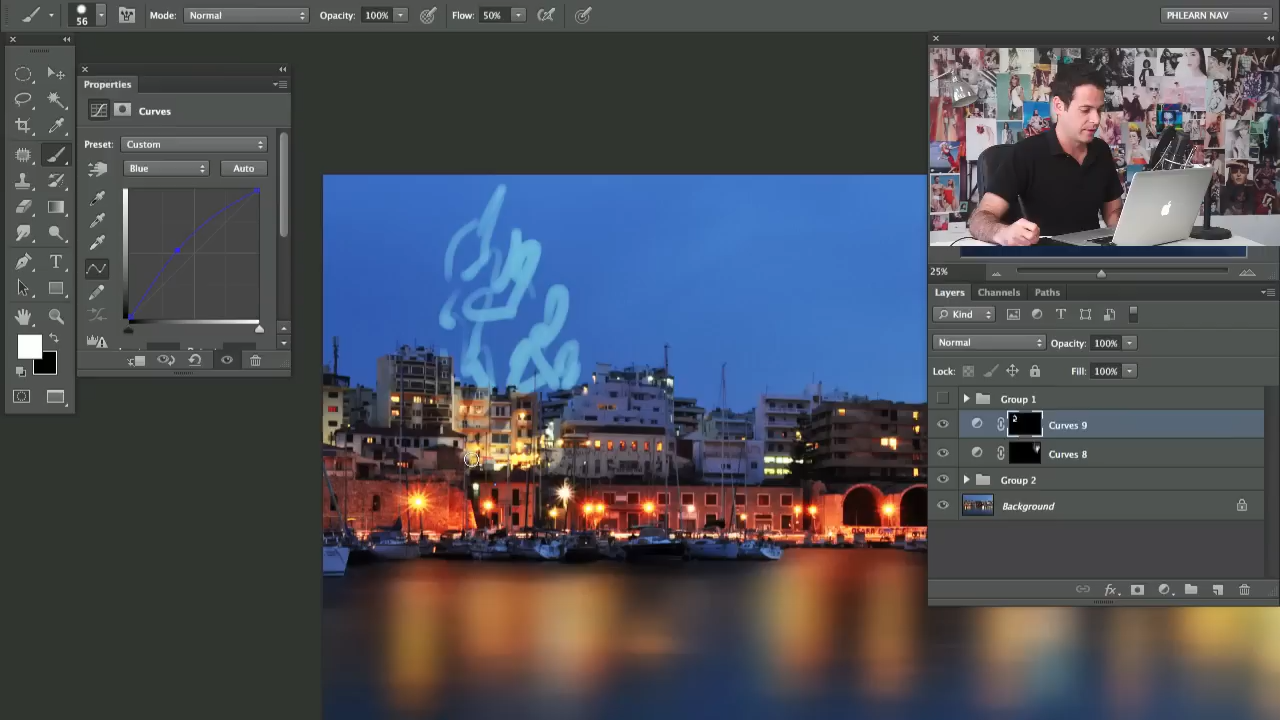 56
Mode: Normal
Opacity: 100%
Flow: 50%
PHLEARN NAV
Properties
Curves
Preset: Custom
Blue
Auto
25%
Layers Channels Paths
Kind
Normal
Opacity: 100%
Lock:
Fill: 100%
Group 1
Curves 9
Curves 8
Group 2
Background